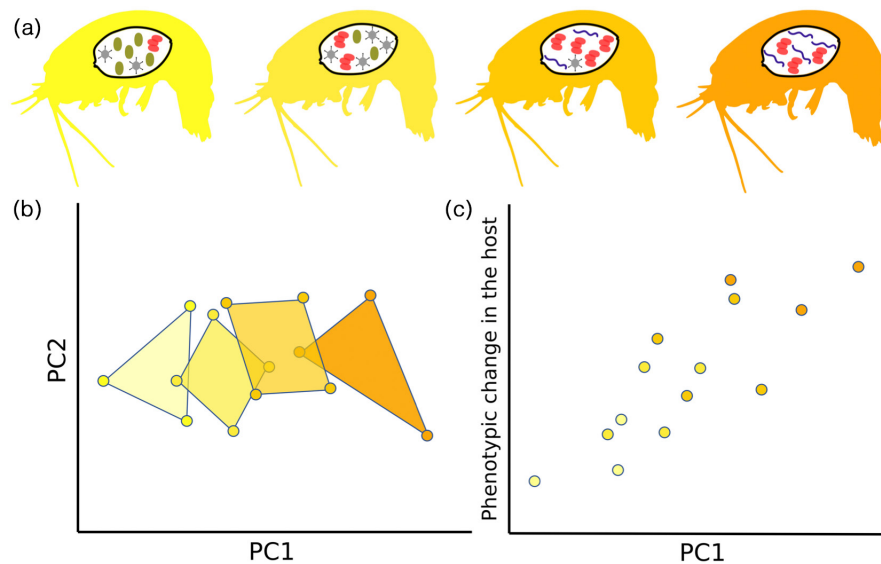 (a)
(b)
(c)
PC2
PC1
Phenotypic change in the host
PC1